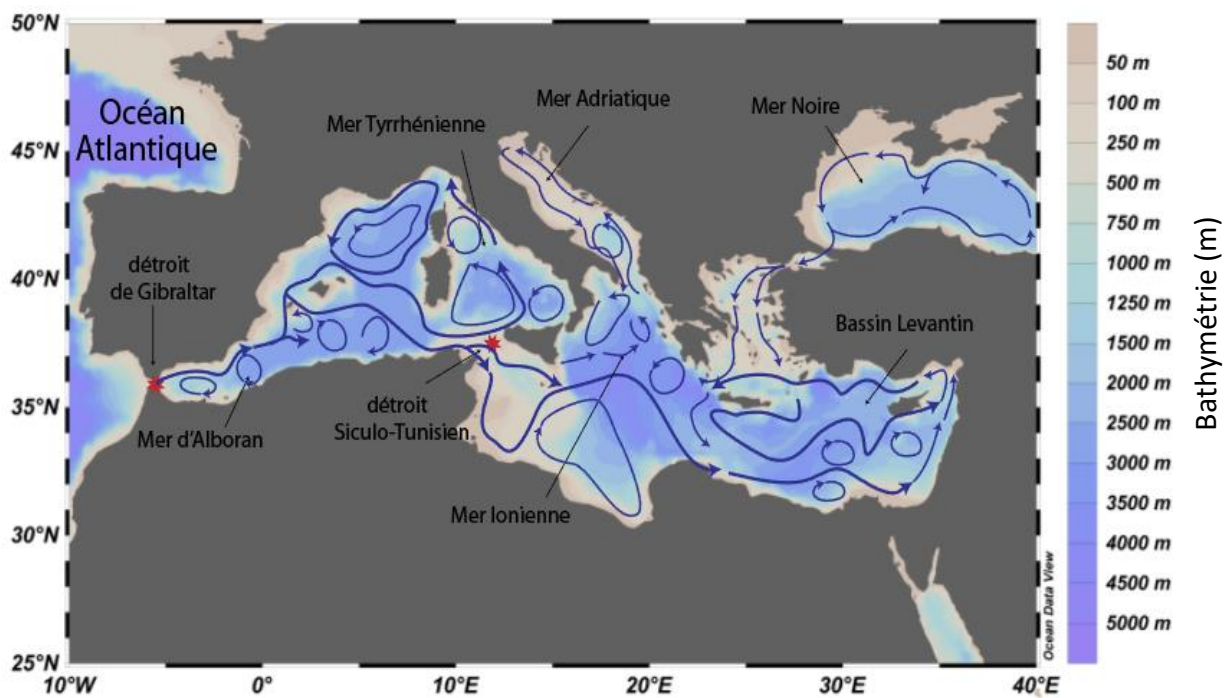 50°N
45°N
40°N
35°N
30°N
25°N
10°W
0°
10°E
20°E
30°E
40°E
Océan
Atlantique
Mer Tyrrhénienne
Mer Adriatique
Mer Noire
détroit
de Gibraltar
Bassin Levantin
Mer d'Alboran
détroit
Siculo-Tunisien
Mer Ionienne
Ocean Data View
50 m
100 m
250 m
500 m
750 m
1000 m
1250 m
1500 m
2000 m
2500 m
3000 m
3500 m
4000 m
4500 m
5000 m
Bathymétrie (m)